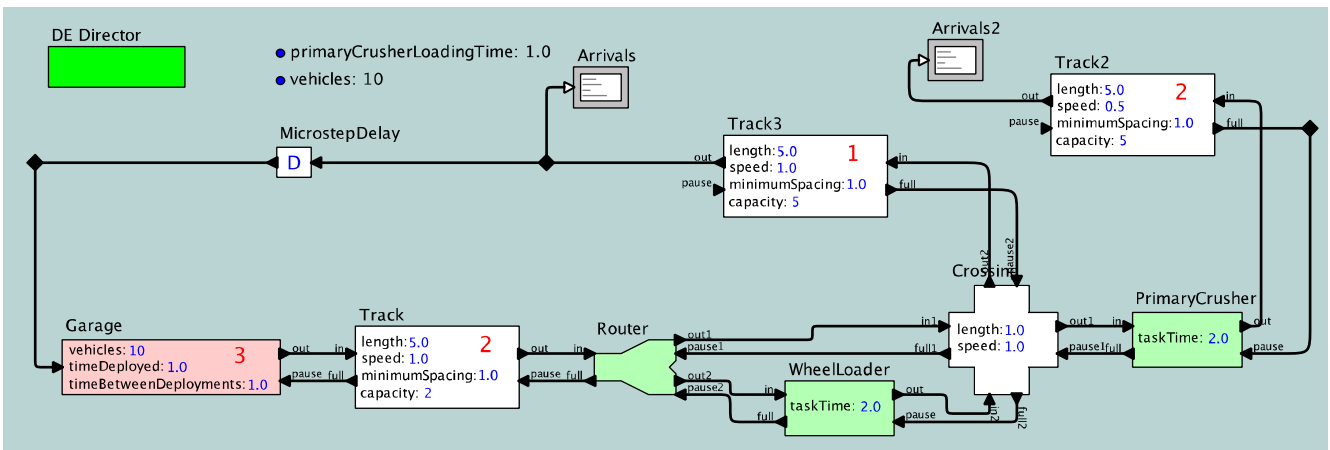 DE Director
primaryCrusherLoadingTime: 1.0
vehicles: 10
Arrivals
Arrivals2
Track2
length:5.0
speed: 0.5
minimumSpacing:1.0
capacity: 5
2
out
pause
in
full
MicrostepDelay
D
Track3
length:5.0
speed: 1.0
minimumSpacing:1.0
capacity: 5
1
out
pause
in
full
Garage
vehicles: 10
timeDeployed: 1.0
timeBetweenDeployments: 1.0
3
out
pause
Track
length:5.0
speed: 1.0
minimumSpacing:1.0
capacity: 2
2
in
full
out
pause
Router
in
full
out1
pause1
out2
pause2
WheelLoader
taskTime: 2.0
in
full
out
pause
Crossing
length:1.0
speed: 1.0
out2
pause2
in1
full1
out1
pause1
in2
full2
PrimaryCrusher
taskTime: 2.0
in
full
out
pause